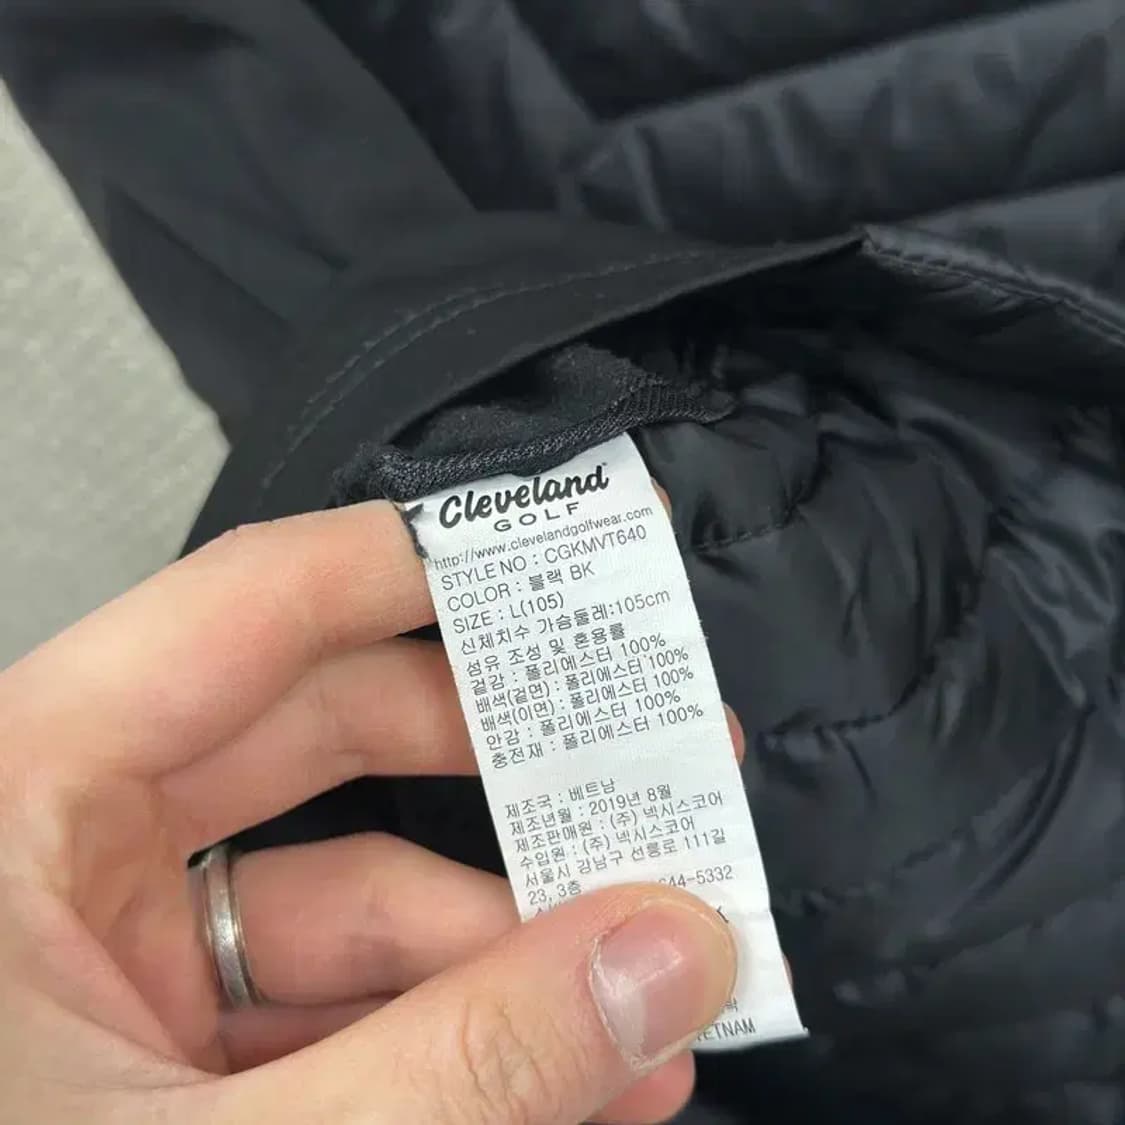 Cleveland
GOLF
http://www.clevelandgolfwear.com
STYLE NO : CGKMVT640
COLOR : 블랙 BK
SIZE : L(105)
신체치수 가슴둘레:105cm
섬유 조성 및 혼용률
겉감 : 폴리에스터 100%
배색(겉면) : 폴리에스터 100%
배색(이면) : 폴리에스터 100%
안감 : 폴리에스터 100%
충전재 : 폴리에스터 100%
제조국 : 베트남
제조년월 : 2019년 8월
제조판매원 : (주) 넥시스코어
수입원 : (주) 넥시스코어
서울시 강남구 선릉로 111길
23, 3층 644-5332